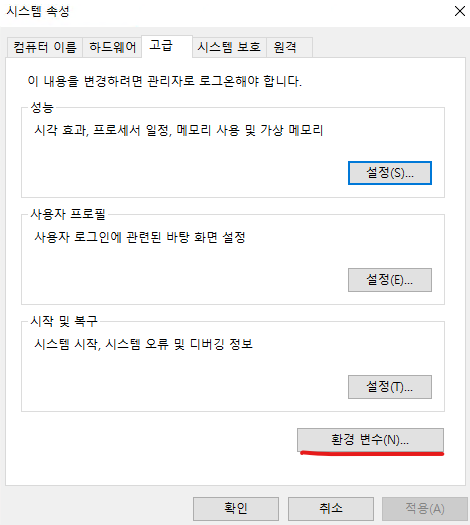 시스템 속성
컴퓨터 이름 하드웨어 고급 시스템 보호 원격
이 내용을 변경하려면 관리자로 로그온해야 합니다.
성능
시각 효과, 프로세서 일정, 메모리 사용 및 가상 메모리
설정(S)...
사용자 프로필
사용자 로그인에 관련된 바탕 화면 설정
설정(E)...
시작 및 복구
시스템 시작, 시스템 오류 및 디버깅 정보
설정(T)...
환경 변수(N)...
확인 취소 적용(A)